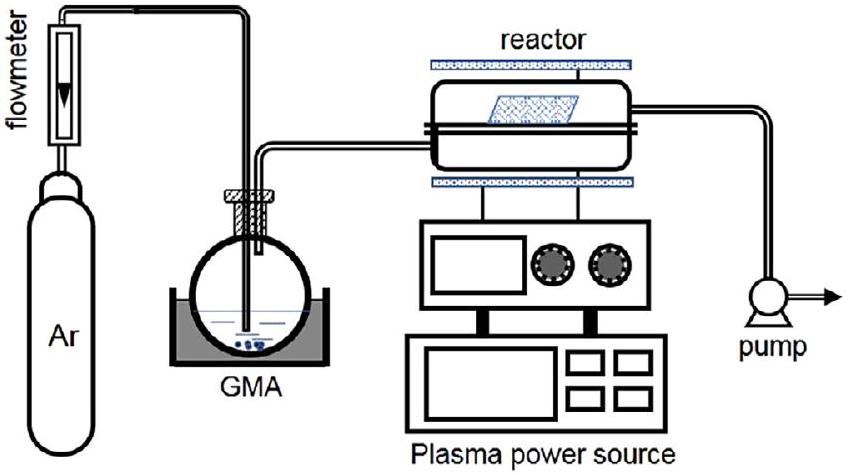 flowmeter
reactor
Ar
GMA
pump
Plasma power source